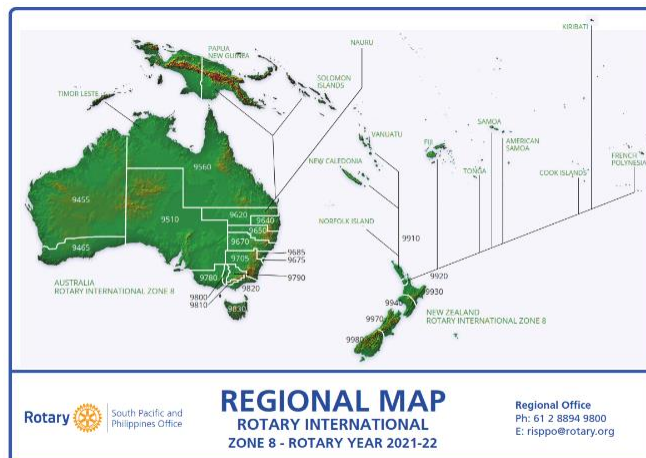 KIRIBATI
NAURU
PAPUA
NEW GUINEA
SOLOMON
ISLANDS
TIMOR LESTE
VANUATU
FIJI
SAMOA
AMERICAN
SAMOA
NEW CALEDONIA
TONGA
COOK ISLANDS
FRENCH
POLYNESIA
NORFOLK ISLAND
9560
9455
9510
9620
9640
9650
9670
9465
9705
9685
9675
9780
9790
9820
9800
9810
9830
9910
9920
9930
9940
9970
9980
AUSTRALIA
ROTARY INTERNATIONAL ZONE 8
NEW ZEALAND
ROTARY INTERNATIONAL ZONE 8
Rotary
South Pacific and
Philippines Office
REGIONAL MAP
ROTARY INTERNATIONAL
ZONE 8 - ROTARY YEAR 2021-22
Regional Office
Ph: 61 2 8894 9800
E: risppo@rotary.org